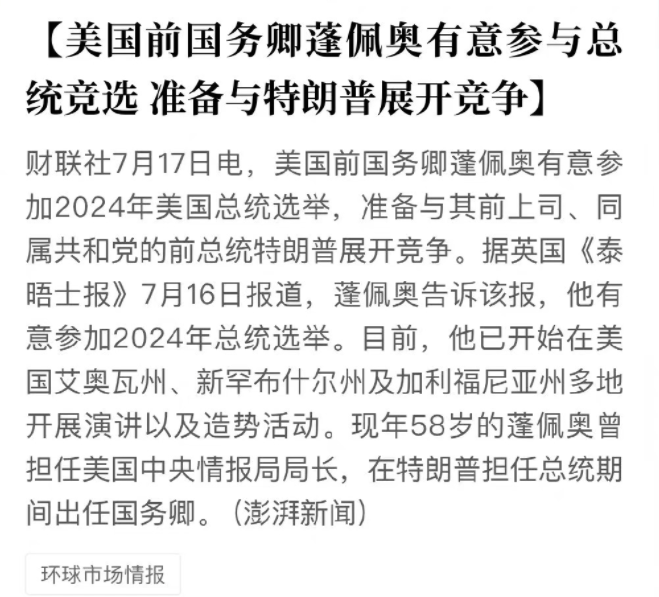 【美国前国务卿蓬佩奥有意参与总
统竞选 准备与特朗普展开竞争】
财联社7月17日电，美国前国务卿蓬佩奥有意参
加2024年美国总统选举，准备与其前上司、同
属共和党的前总统特朗普展开竞争。据英国《泰
晤士报》7月16日报道，蓬佩奥告诉该报，他有
意参加2024年总统选举。目前，他已开始在美
国艾奥瓦州、新罕布什尔州及加利福尼亚州多地
开展演讲以及造势活动。现年58岁的蓬佩奥曾
担任美国中央情报局局长，在特朗普担任总统期
间出任国务卿。（澎湃新闻）
环球市场情报